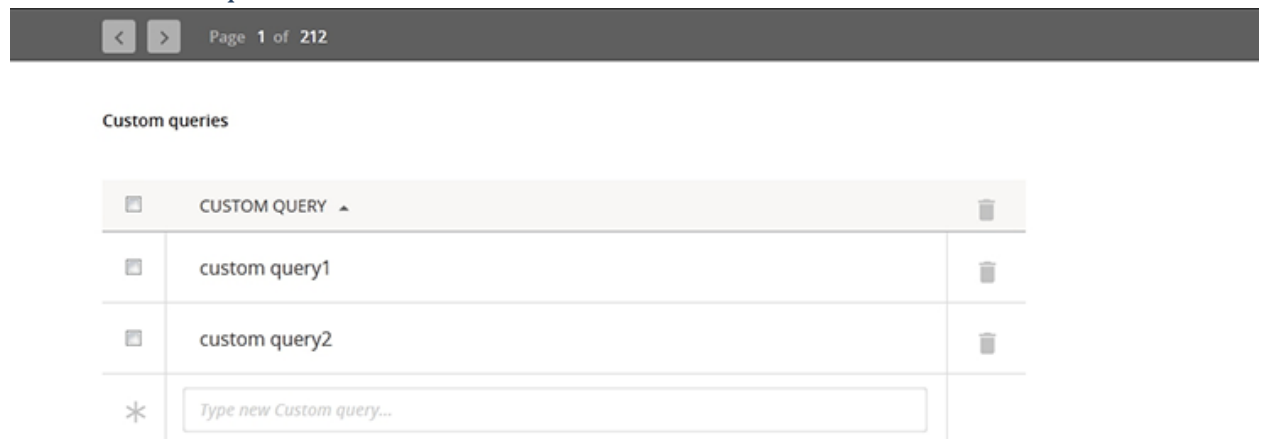 Page 1 of 212
Custom queries
CUSTOM QUERY
custom query1
custom query2
Type new Custom query...